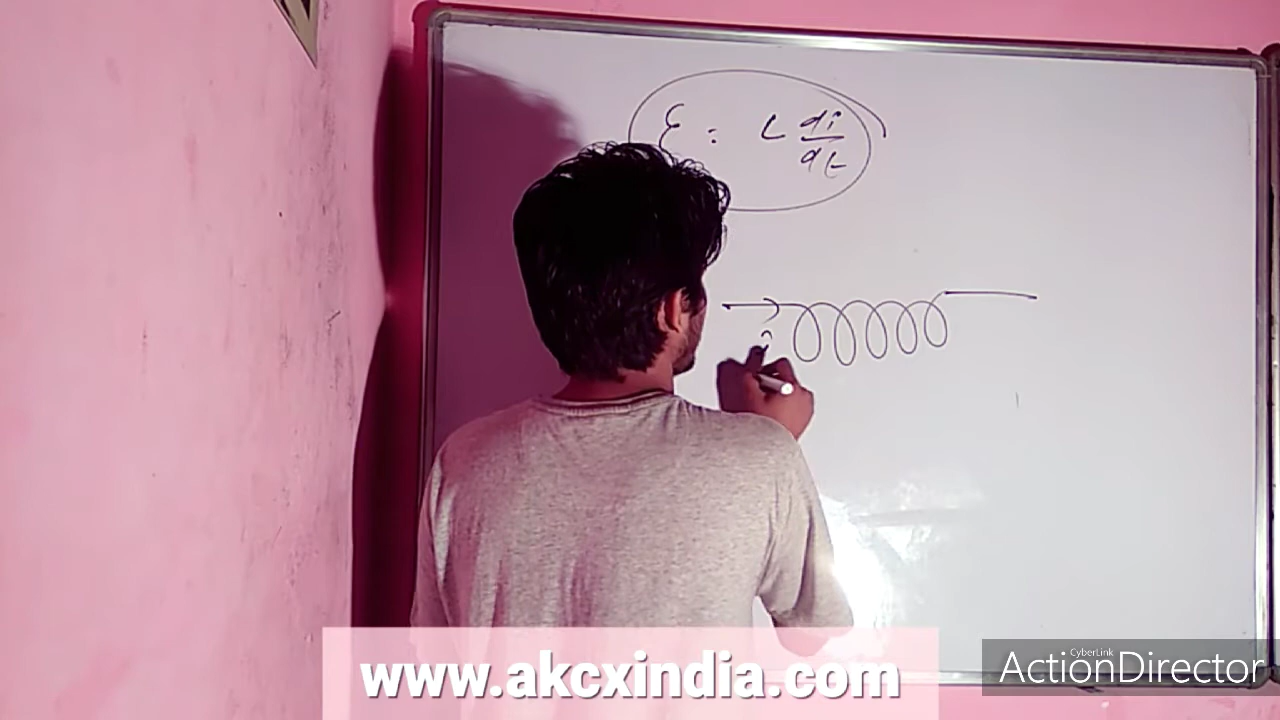 ε = L di/dt
i
www.akcxindia.com
CyberLink
ActionDirector